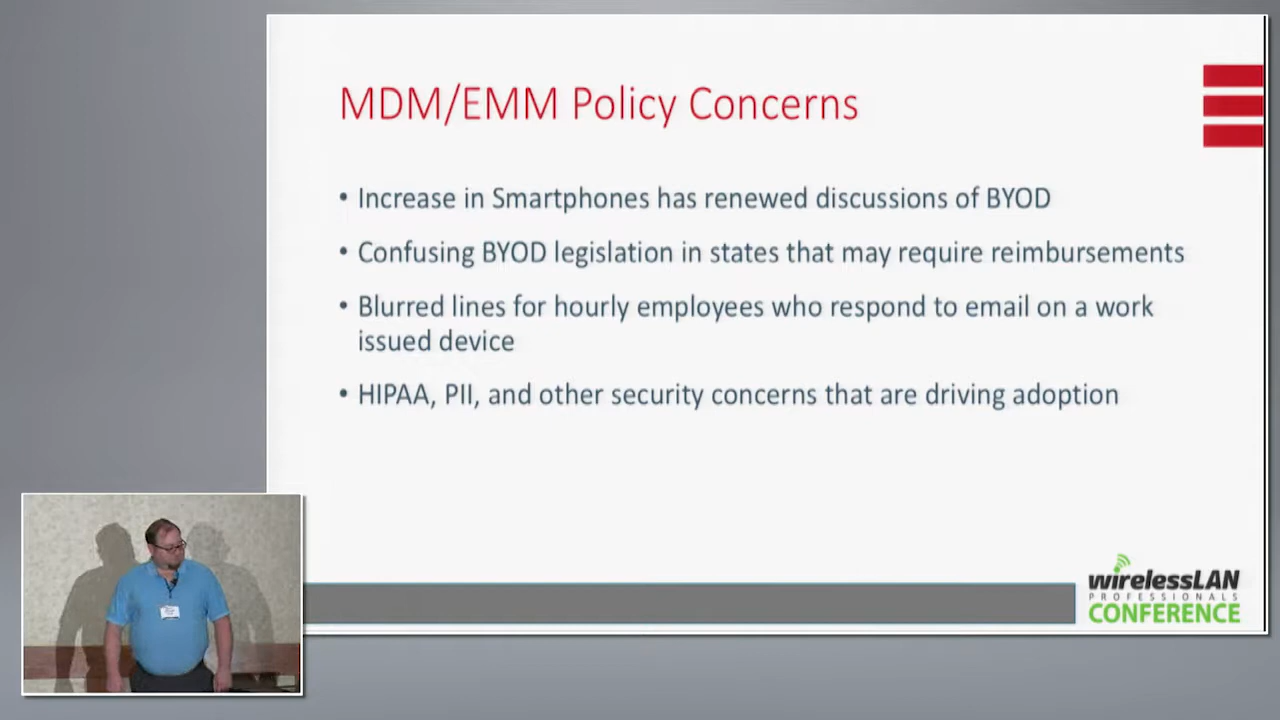 MDM/EMM Policy Concerns
• Increase in Smartphones has renewed discussions of BYOD
• Confusing BYOD legislation in states that may require reimbursements
• Blurred lines for hourly employees who respond to email on a work
issued device
• HIPAA, PII, and other security concerns that are driving adoption
wirelessLAN
PROFESSIONALS
CONFERENCE